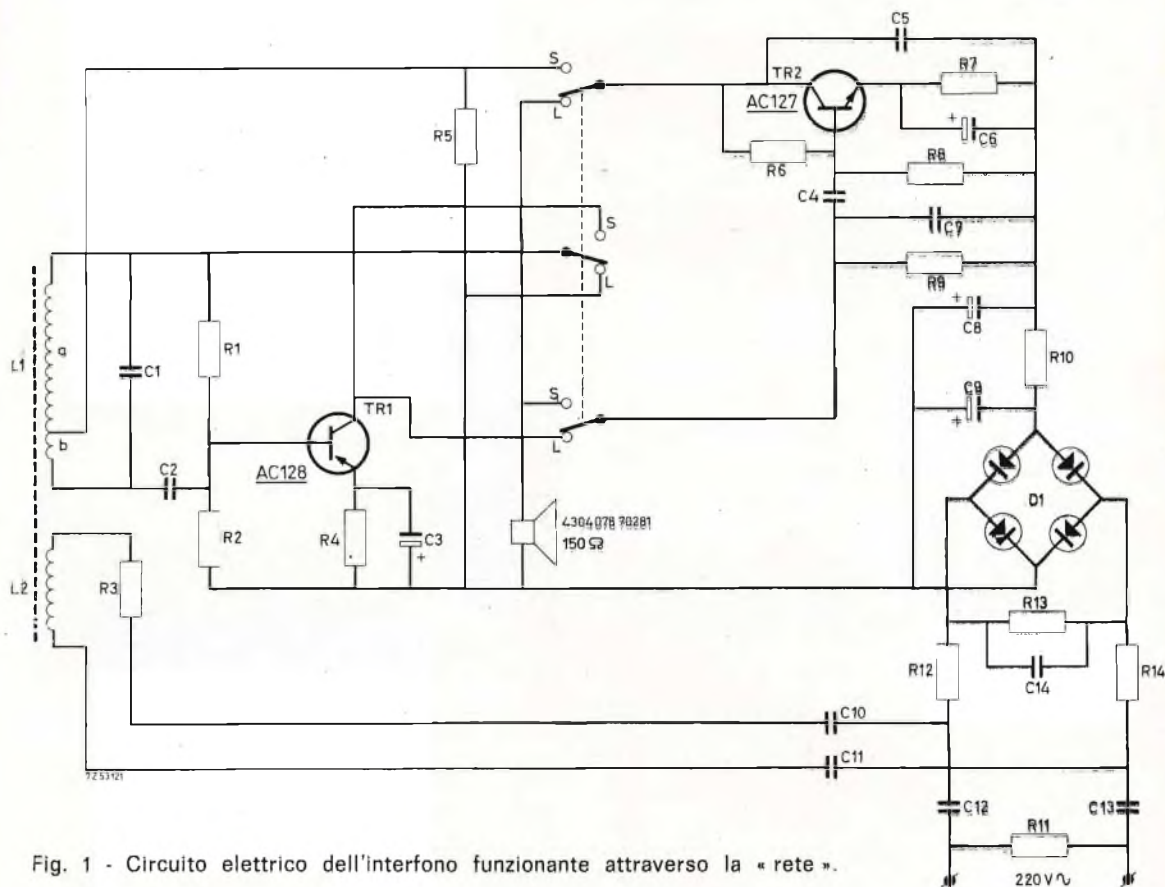 C5
S
TR2
R7
L
AC127
+
C6
R5
R6
R8
C4
S
C7
L
R9
+
C8
a
L1
C1
R1
R10
S
C9
+
TR1
L
b
AC128
C2
D1
4304 078 70281
150 Ω
R2
R4
C3
+
L2
R3
R13
R12
C14
R14
C10
C11
7Z53121
C12
C13
R11
220 V ∿
Fig. 1 - Circuito elettrico dell'interfono funzionante attraverso la « rete ».